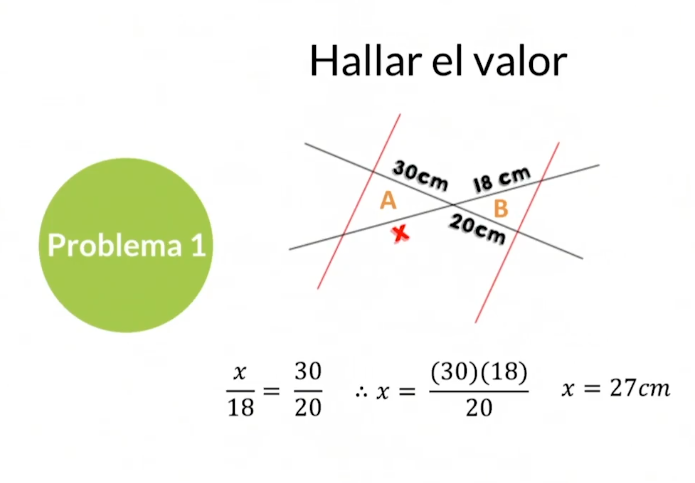 Hallar el valor
Problema 1
30cm
18 cm
A
B
x
20cm
x/18 = 30/20 ∴ x = (30)(18)/20 x = 27cm